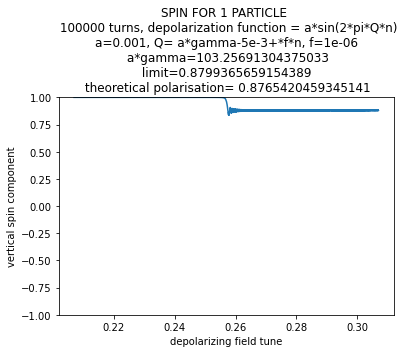 SPIN FOR 1 PARTICLE
100000 turns, depolarization function = a*sin(2*pi*Q*n)
a=0.001, Q= a*gamma-5e-3+*f*n, f=1e-06
a*gamma=103.25691304375033
limit=0.8799365659154389
theoretical polarisation= 0.8765420459345141
1.00
0.75
0.50
0.25
0.00
−0.25
−0.50
−0.75
−1.00
vertical spin component
0.22 0.24 0.26 0.28 0.30
depolarizing field tune